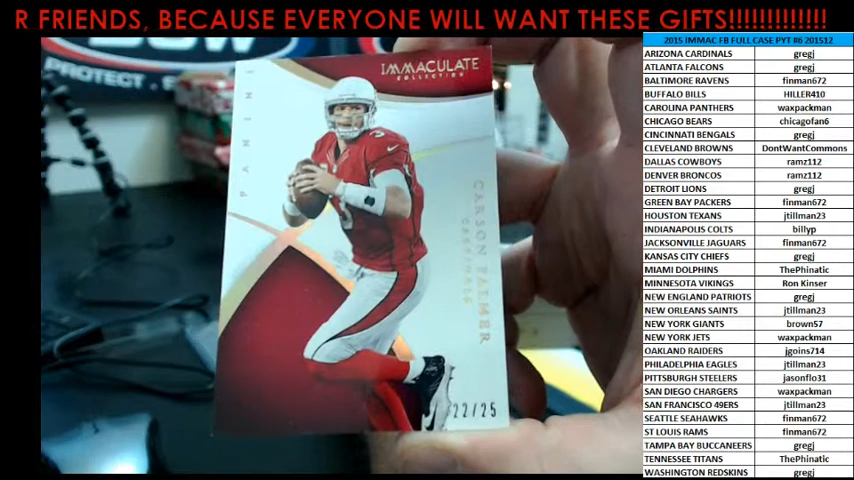 R FRIENDS, BECAUSE EVERYONE WILL WANT THESE GIFTS!!!!!!!!!!!!!
PROTECT.
PANINI
IMMACULATE
COLLECTION
CARSON PALMER
CARDINALS
22/25
2015 IMMAC FB FULL CASE PYT #6 201512
ARIZONA CARDINALS gregj
ATLANTA FALCONS gregj
BALTIMORE RAVENS finman672
BUFFALO BILLS HILLER410
CAROLINA PANTHERS waxpackman
CHICAGO BEARS chicagofan6
CINCINNATI BENGALS gregj
CLEVELAND BROWNS DontWantCommons
DALLAS COWBOYS ramz112
DENVER BRONCOS ramz112
DETROIT LIONS gregj
GREEN BAY PACKERS finman672
HOUSTON TEXANS jtillman23
INDIANAPOLIS COLTS billyp
JACKSONVILLE JAGUARS finman672
KANSAS CITY CHIEFS gregj
MIAMI DOLPHINS ThePhinatic
MINNESOTA VIKINGS Ron Kinser
NEW ENGLAND PATRIOTS gregj
NEW ORLEANS SAINTS jtillman23
NEW YORK GIANTS brown57
NEW YORK JETS waxpackman
OAKLAND RAIDERS jgoins714
PHILADELPHIA EAGLES jtillman23
PITTSBURGH STEELERS jasonflo31
SAN DIEGO CHARGERS waxpackman
SAN FRANCISCO 49ERS jtillman23
SEATTLE SEAHAWKS finman672
ST LOUIS RAMS finman672
TAMPA BAY BUCCANEERS gregj
TENNESSEE TITANS ThePhinatic
WASHINGTON REDSKINS gregj